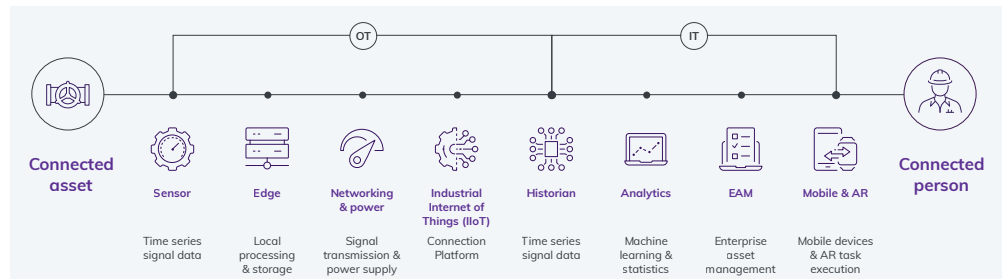 OT
IT
Connected
asset
Connected
person
Sensor
Edge
Networking
& power
Industrial
Internet of
Things (IIoT)
Historian
Analytics
EAM
Mobile & AR
Time series
signal data
Local
processing
& storage
Signal
transmission &
power supply
Connection
Platform
Time series
signal data
Machine
learning &
statistics
Enterprise
asset
management
Mobile devices
& AR task
execution